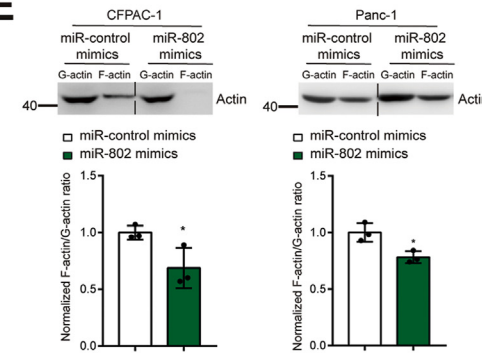 E
CFPAC-1
miR-control mimics
miR-802 mimics
G-actin F-actin G-actin F-actin
40
Actin
miR-control mimics
miR-802 mimics
Normalized F-actin/G-actin ratio
1.5
1.0
0.5
0.0
*
Panc-1
miR-control mimics
miR-802 mimics
G-actin F-actin G-actin F-actin
40
miR-control mimics
miR-802 mimics
Normalized F-actin/G-actin ratio
1.5
1.0
0.5
0.0
*